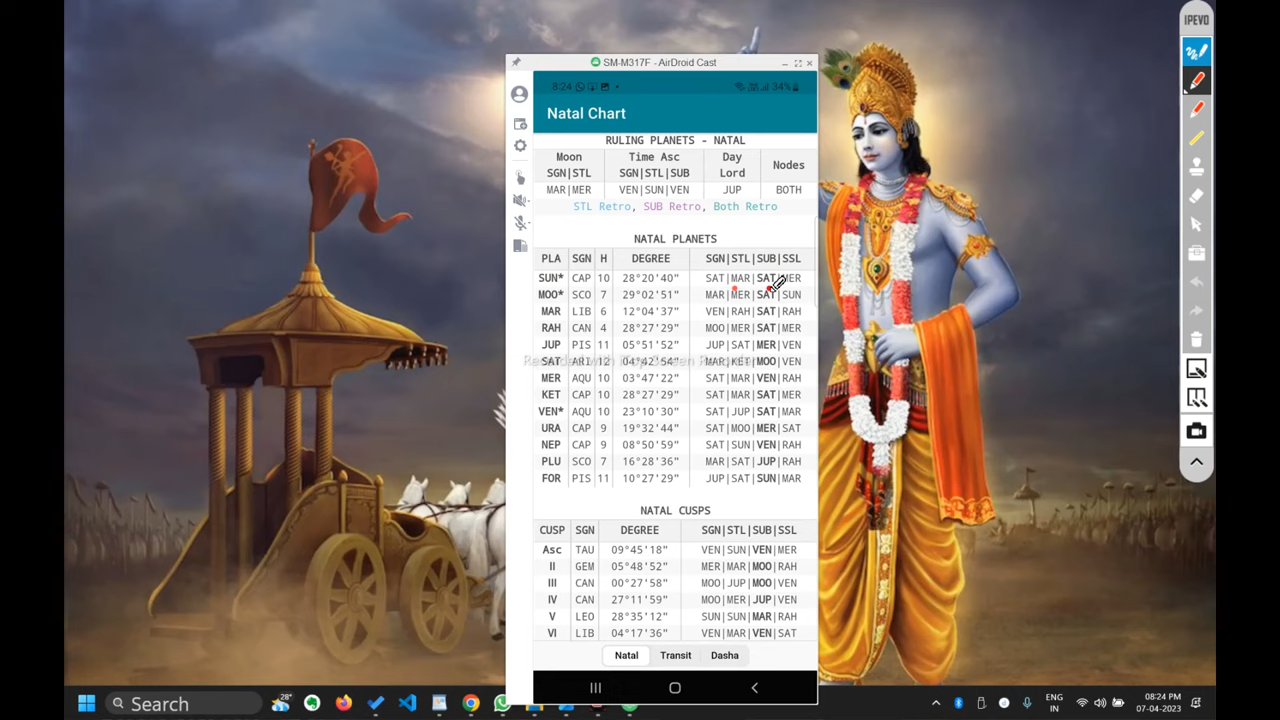 IPEVO
SM-M317F - AirDroid Cast
8:24 34%
Natal Chart
RULING PLANETS - NATAL
Moon SGN|STL Time Asc SGN|STL|SUB Day Lord Nodes
MAR|MER VEN|SUN|VEN JUP BOTH
STL Retro, SUB Retro, Both Retro
NATAL PLANETS
PLA SGN H DEGREE SGN|STL|SUB|SSL
SUN* CAP 10 28°20'40" SAT|MAR|SAT|MER
MOO* SCO 7 29°02'51" MAR|MER|SAT|SUN
MAR LIB 6 12°04'37" VEN|RAH|SAT|RAH
RAH CAN 4 28°27'29" MOO|MER|SAT|MER
JUP PIS 11 05°51'52" JUP|SAT|MER|VEN
SAT ARI 12 04°42'54" MAR|KET|MOO|VEN
Recorded with iTop Screen Recorder
MER AQU 10 03°47'22" SAT|MAR|VEN|RAH
KET CAP 10 28°27'29" SAT|MAR|SAT|MER
VEN* AQU 10 23°10'30" SAT|JUP|SAT|MAR
URA CAP 9 19°32'44" SAT|MOO|MER|SAT
NEP CAP 9 08°50'59" SAT|SUN|VEN|RAH
PLU SCO 7 16°28'36" MAR|SAT|JUP|RAH
FOR PIS 11 10°27'29" JUP|SAT|SUN|MAR
NATAL CUSPS
CUSP SGN DEGREE SGN|STL|SUB|SSL
Asc TAU 09°45'18" VEN|SUN|VEN|MER
II GEM 05°48'52" MER|MAR|MOO|RAH
III CAN 00°27'58" MOO|JUP|MOO|VEN
IV CAN 27°11'59" MOO|MER|JUP|VEN
V LEO 28°35'12" SUN|SUN|MAR|RAH
VI LIB 04°17'36" VEN|MAR|VEN|SAT
Natal Transit Dasha
Search 28° ENG IN 08:24 PM 07-04-2023